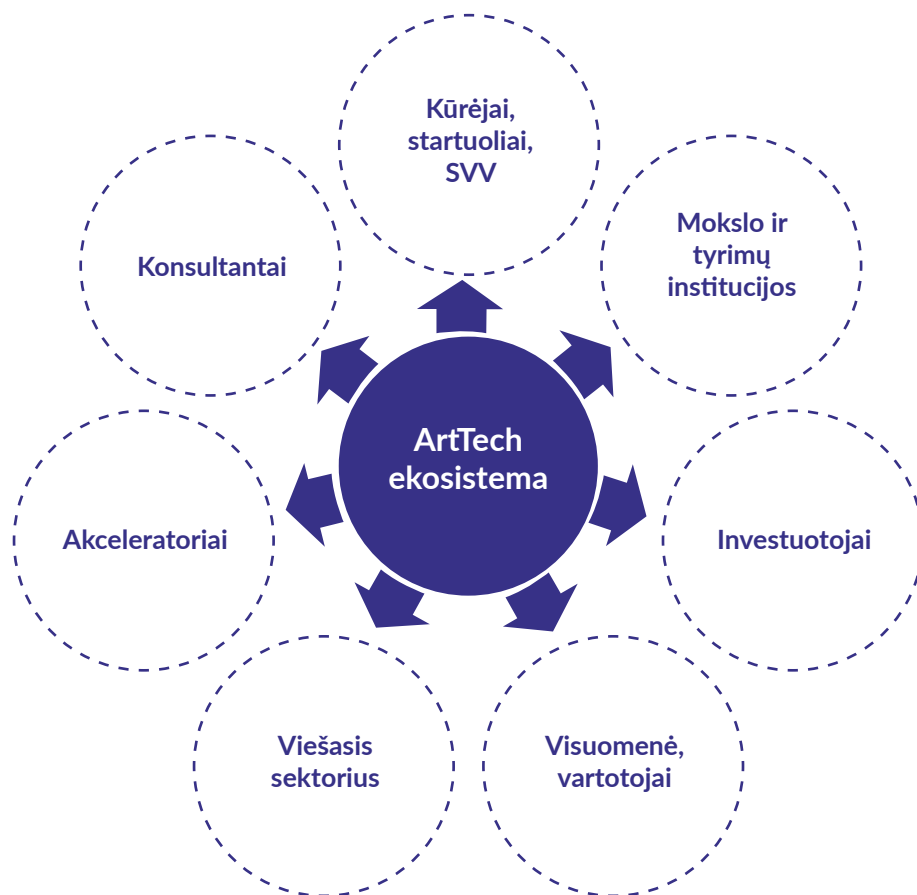 Kūrėjai,
startuoliai,
SVV
Mokslo ir
tyrimų
institucijos
Konsultantai
ArtTech
ekosistema
Akceleratoriai
Investuotojai
Viešasis
sektorius
Visuomenė,
vartotojai